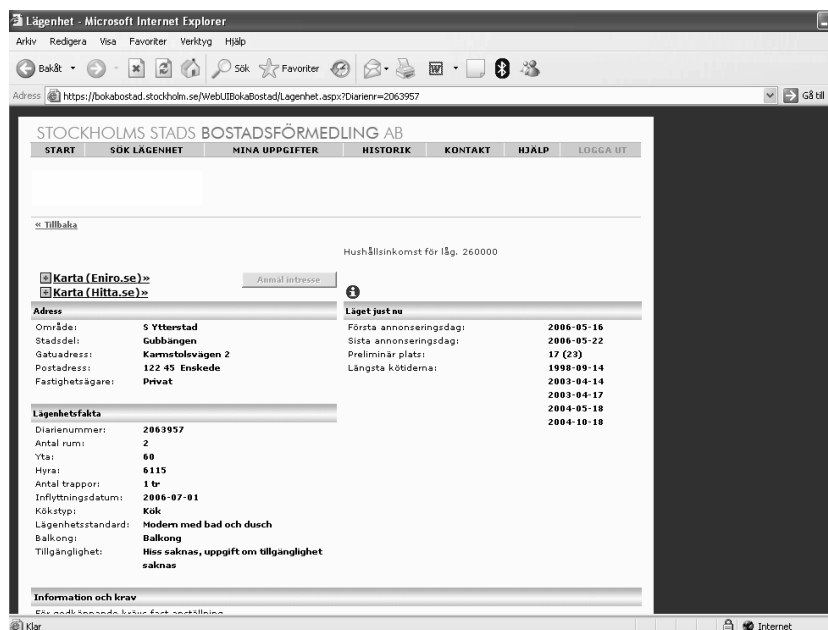 Lägenhet - Microsoft Internet Explorer
Arkiv Redigera Visa Favoriter Verktyg Hjälp
Bakåt Sök Favoriter
Adress https://bokabostad.stockholm.se/WebUIBokaBostad/Lagenhet.aspx?Diarienr=2063957 Gå till
STOCKHOLMS STADS BOSTADSFÖRMEDLING AB
START SÖK LÄGENHET MINA UPPGIFTER HISTORIK KONTAKT HJÄLP LOGGA UT
« Tillbaka
Hushållsinkomst för låg. 260000
Karta (Eniro.se)» Anmäl intresse
Karta (Hitta.se)»
Adress
Område: S Ytterstad
Stadsdel: Gubbängen
Gatuadress: Karmstolsvägen 2
Postadress: 122 45 Enskede
Fastighetsägare: Privat
Läget just nu
Första annonseringsdag: 2006-05-16
Sista annonseringsdag: 2006-05-22
Preliminär plats: 17 (23)
Längsta kötiderna: 1998-09-14
2003-04-14
2003-04-17
2004-05-18
2004-10-18
Lägenhetsfakta
Diarienummer: 2063957
Antal rum: 2
Yta: 60
Hyra: 6115
Antal trappor: 1 tr
Inflyttningsdatum: 2006-07-01
Kökstyp: Kök
Lägenhetsstandard: Modern med bad och dusch
Balkong: Balkong
Tillgänglighet: Hiss saknas, uppgift om tillgänglighet
saknas
Information och krav
För godkännande krävs fast anställning
Klar Internet